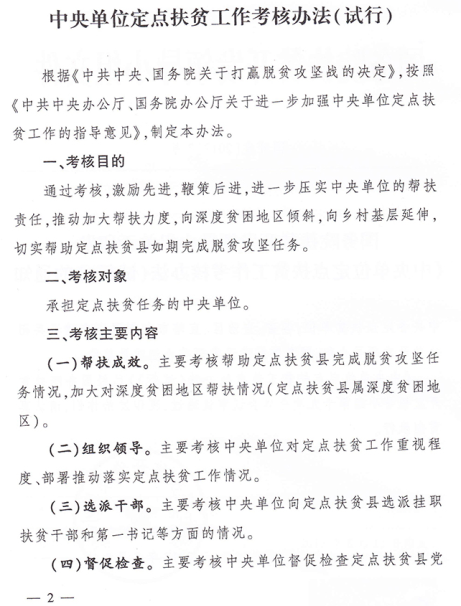 中央单位定点扶贫工作考核办法(试行)
根据《中共中央、国务院关于打赢脱贫攻坚战的决定》,按照
《中共中央办公厅、国务院办公厅关于进一步加强中央单位定点扶
贫工作的指导意见》,制定本办法。
一、考核目的
通过考核,激励先进,鞭策后进,进一步压实中央单位的帮扶
责任,推动加大帮扶力度,向深度贫困地区倾斜,向乡村基层延伸,
切实帮助定点扶贫县如期完成脱贫攻坚任务。
二、考核对象
承担定点扶贫任务的中央单位。
三、考核主要内容
(一)帮扶成效。主要考核帮助定点扶贫县完成脱贫攻坚任
务情况,加大对深度贫困地区帮扶情况(定点扶贫县属深度贫困地
区)。
(二)组织领导。主要考核中央单位对定点扶贫工作重视程
度、部署推动落实定点扶贫工作情况。
(三)选派干部。主要考核中央单位向定点扶贫县选派挂职
扶贫干部和第一书记等方面的情况。
(四)督促检查。主要考核中央单位督促检查定点扶贫县党
— 2 —